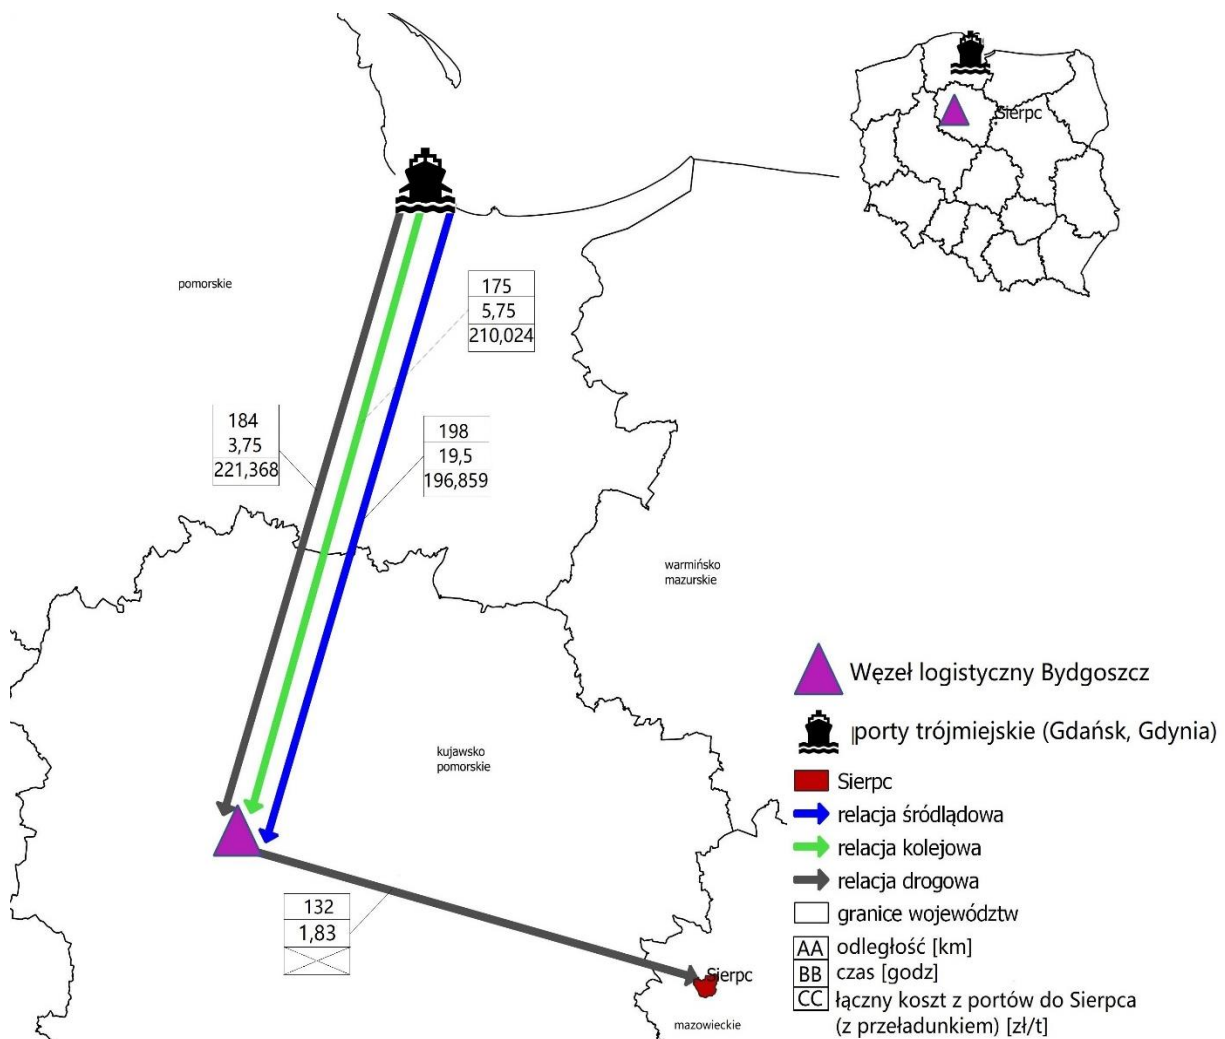 Sierpc
pomorskie
175
5,75
210,024
184
3,75
221,368
198
19,5
196,859
warmińsko
mazurskie
kujawsko
pomorskie
132
1,83
Sierpc
mazowieckie
Węzeł logistyczny Bydgoszcz
porty trójmiejskie (Gdańsk, Gdynia)
Sierpc
relacja śródlądowa
relacja kolejowa
relacja drogowa
granice województw
AA odległość [km]
BB czas [godz]
CC łączny koszt z portów do Sierpca
(z przeładunkiem) [zł/t]